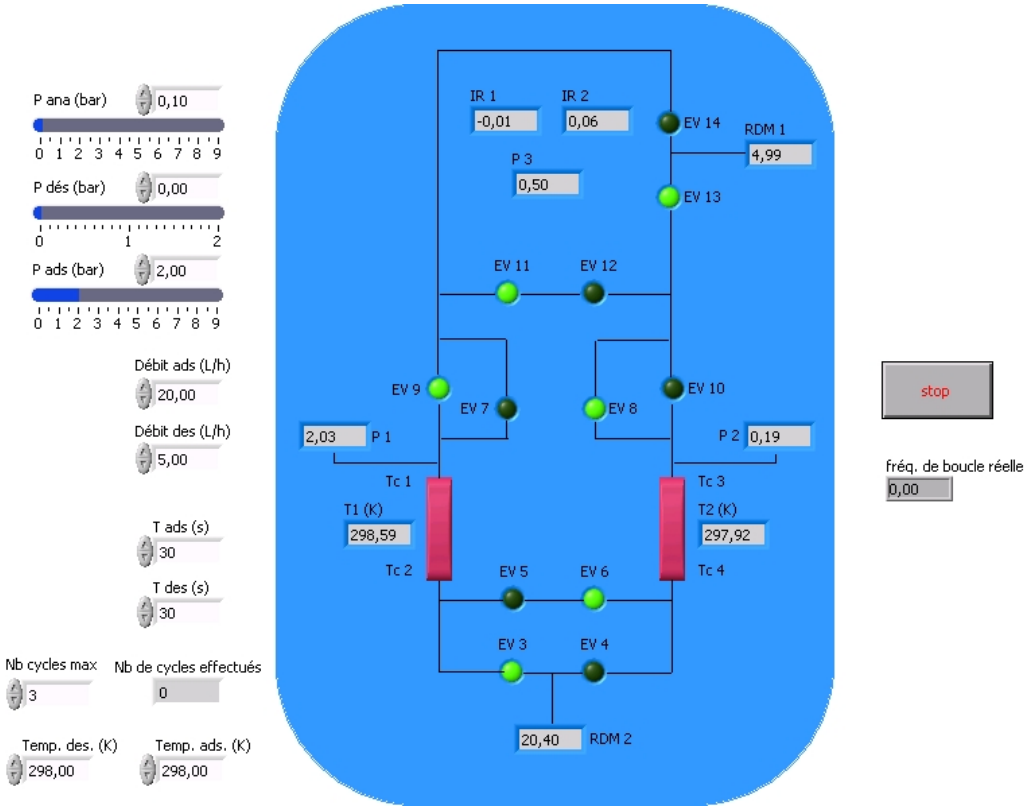 P ana (bar)
0,10
0 1 2 3 4 5 6 7 8 9
P dés (bar)
0,00
0 1 2
P ads (bar)
2,00
0 1 2 3 4 5 6 7 8 9
Débit ads (L/h)
20,00
Débit des (L/h)
5,00
T ads (s)
30
T des (s)
30
Nb cycles max
3
Nb de cycles effectués
0
Temp. des. (K)
298,00
Temp. ads. (K)
298,00
IR 1
-0,01
IR 2
0,06
P 3
0,50
EV 14
RDM 1
4,99
EV 13
EV 11
EV 12
EV 9
EV 7
EV 8
EV 10
2,03 P 1
P 2 0,19
Tc 1
T1 (K)
298,59
Tc 2
Tc 3
T2 (K)
297,92
Tc 4
EV 5
EV 6
EV 3
EV 4
20,40 RDM 2
stop
fréq. de boucle réelle
0,00